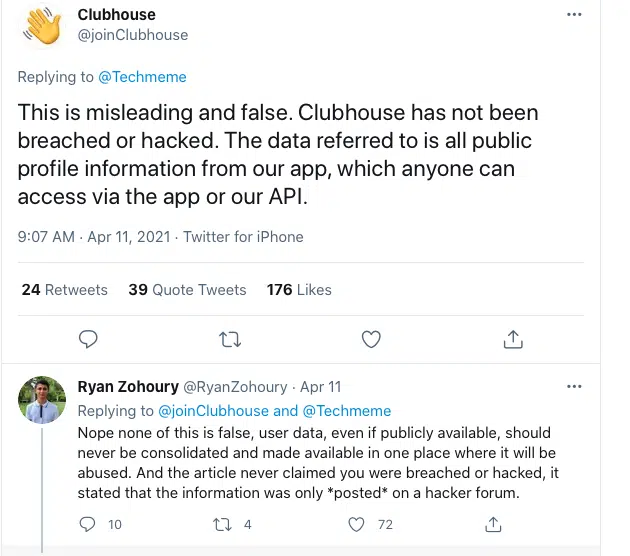 Clubhouse
@joinClubhouse
Replying to @Techmeme
This is misleading and false. Clubhouse has not been
breached or hacked. The data referred to is all public
profile information from our app, which anyone can
access via the app or our API.
9:07 AM · Apr 11, 2021 · Twitter for iPhone
24 Retweets 39 Quote Tweets 176 Likes
Ryan Zohoury @RyanZohoury · Apr 11
Replying to @joinClubhouse and @Techmeme
Nope none of this is false, user data, even if publicly available, should
never be consolidated and made available in one place where it will be
abused. And the article never claimed you were breached or hacked, it
stated that the information was only *posted* on a hacker forum.
10 4 72